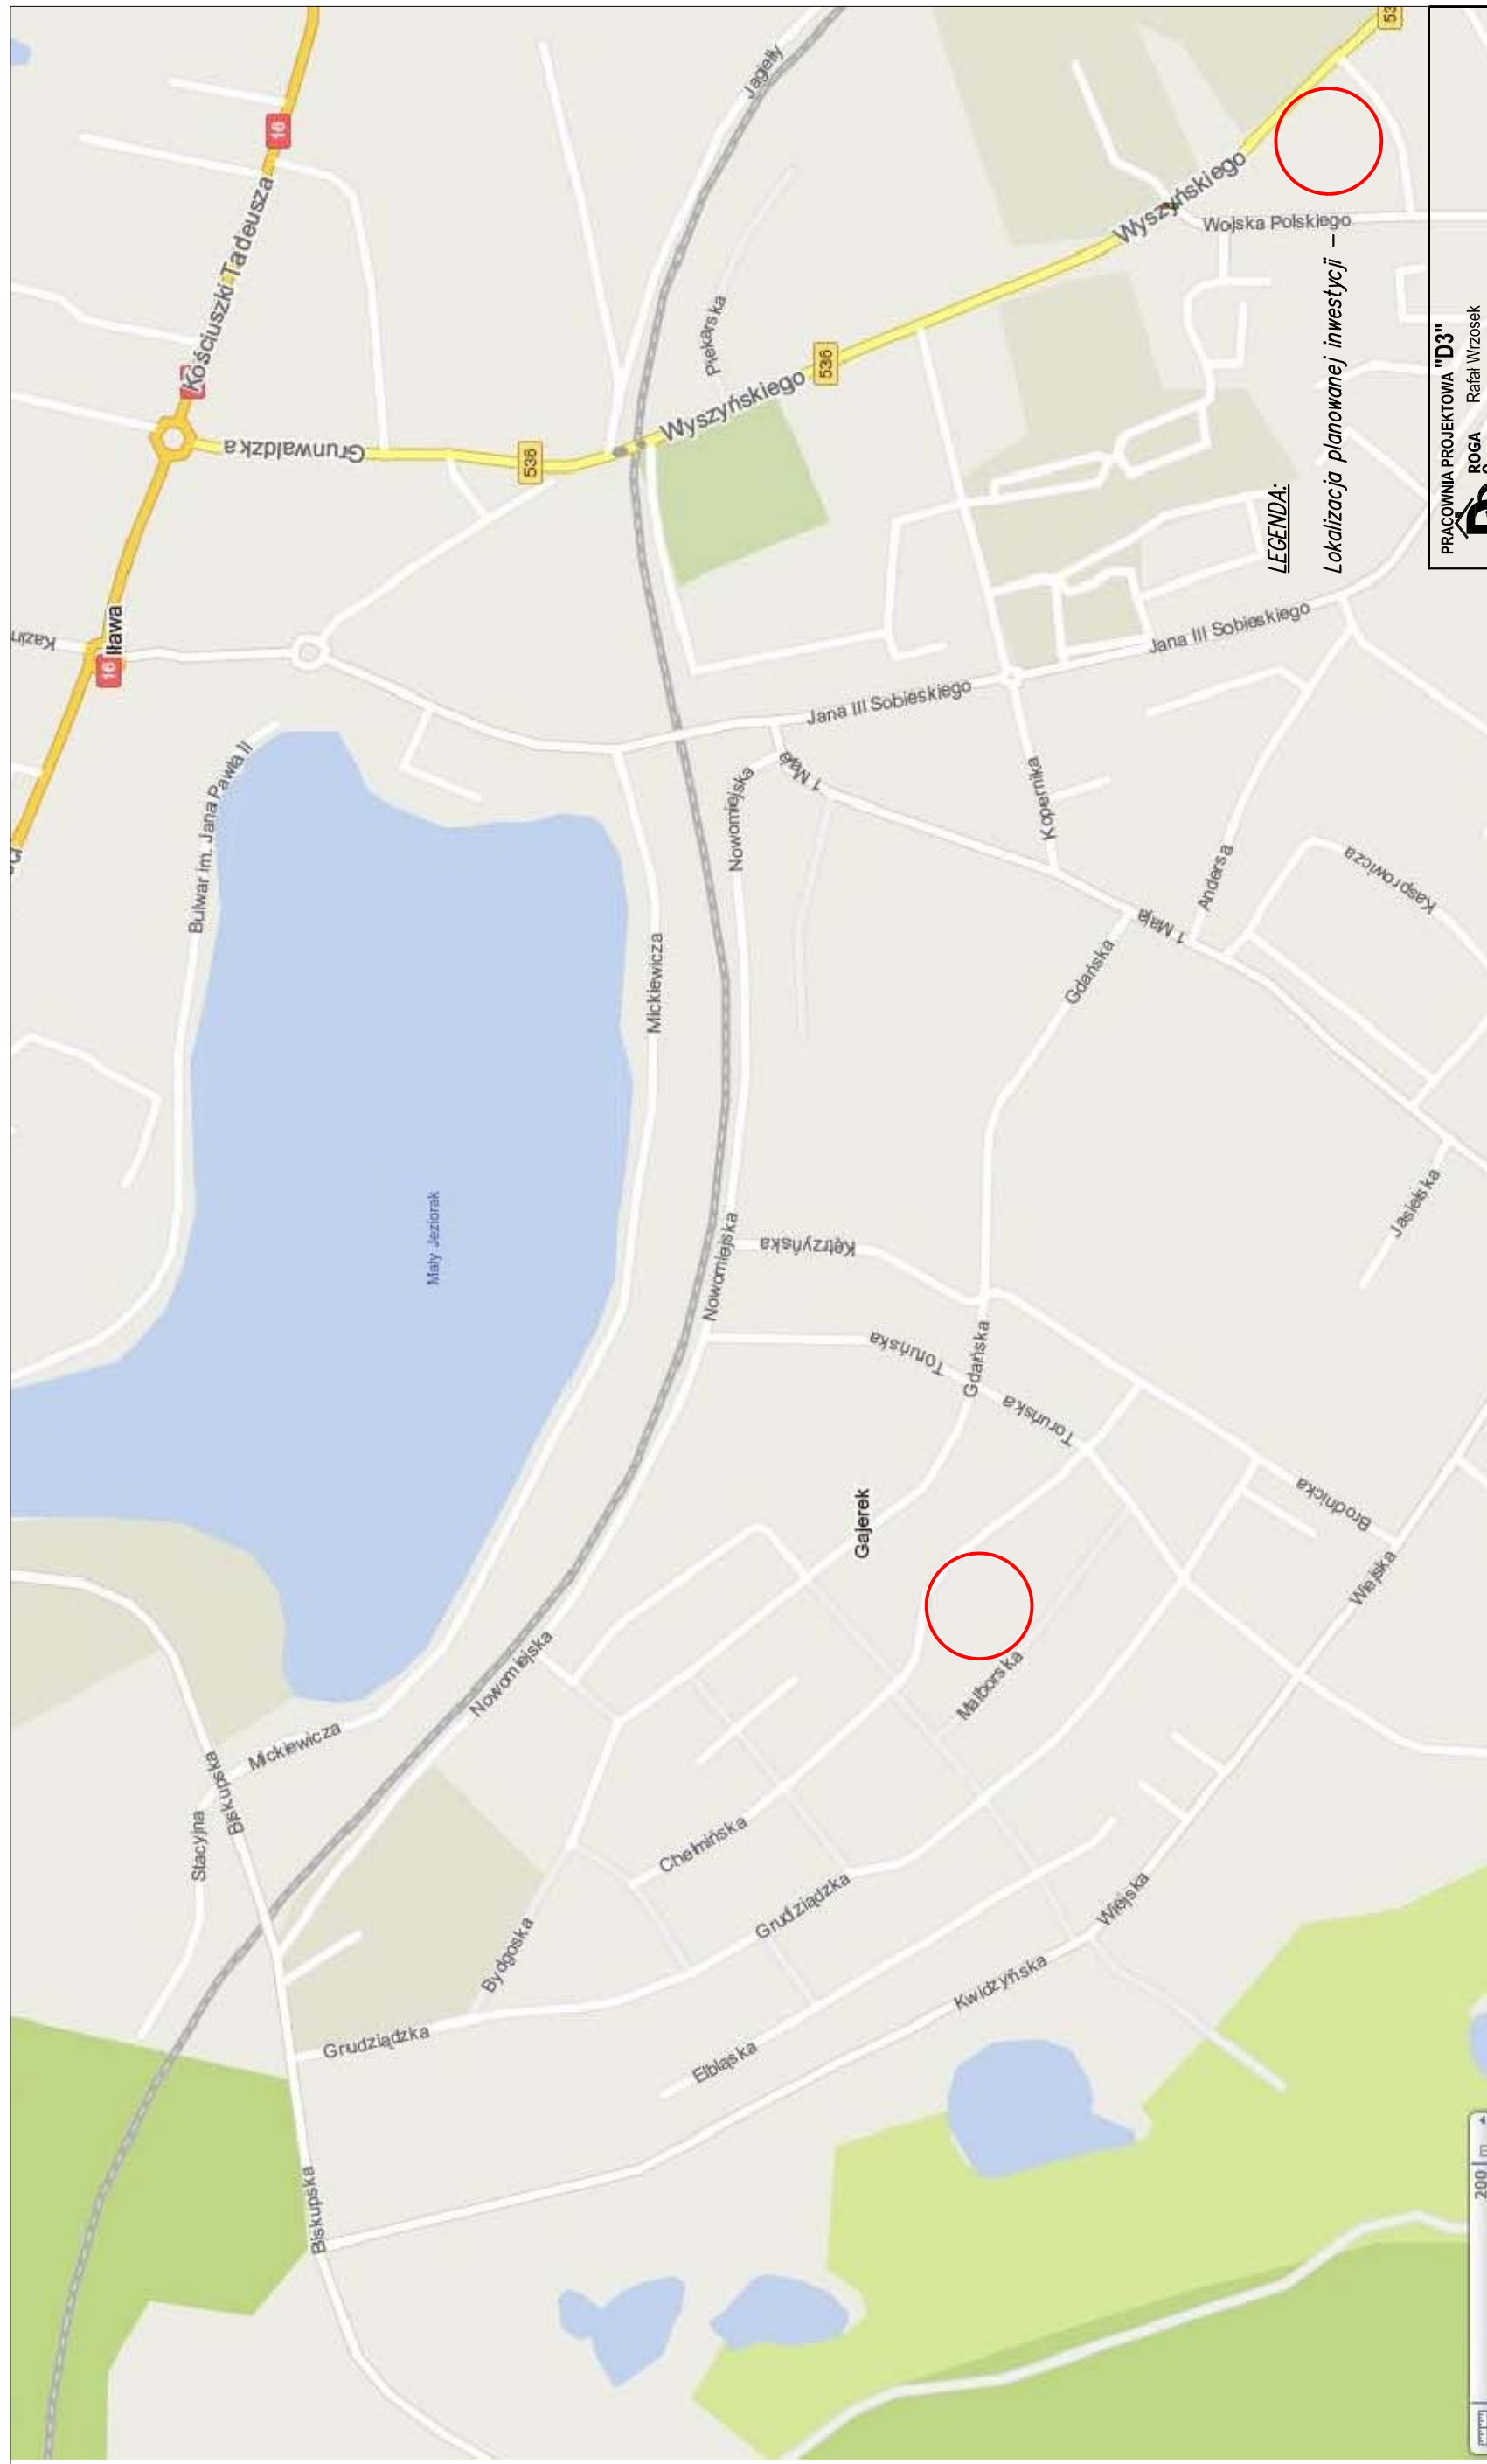 Jagiełły
16
Kościuszki Tadeusza
Grunwaldzka
536
Piekarska
Wyszyńskiego
536
Wyszyńskiego
53
Wojska Polskiego
Iława
16
Bulwar im. Jana Pawła II
Jana III Sobieskiego
Jana III Sobieskiego
Nowomiejska
1 Maja
Kopernika
Andersa
Kasprowicza
1 Maja
Gdańska
Mickiewicza
Mały Jeziorak
Nowomiejska
Kętrzyńska
Jasielska
Toruńska
Gdańska
Toruńska
Gajerek
Brodnicka
Wiejska
Nowomiejska
Malborska
Mickiewicza
Biskupska
Stacyjna
Chełmińska
Grudziądzka
Wiejska
Bydgoska
Kwidzyńska
Grudziądzka
Elbląska
Biskupska
200 m
LEGENDA:
Lokalizacja planowanej inwestycji –
PRACOWNIA PROJEKTOWA "D3"
ROGA Rafał Wrzosek